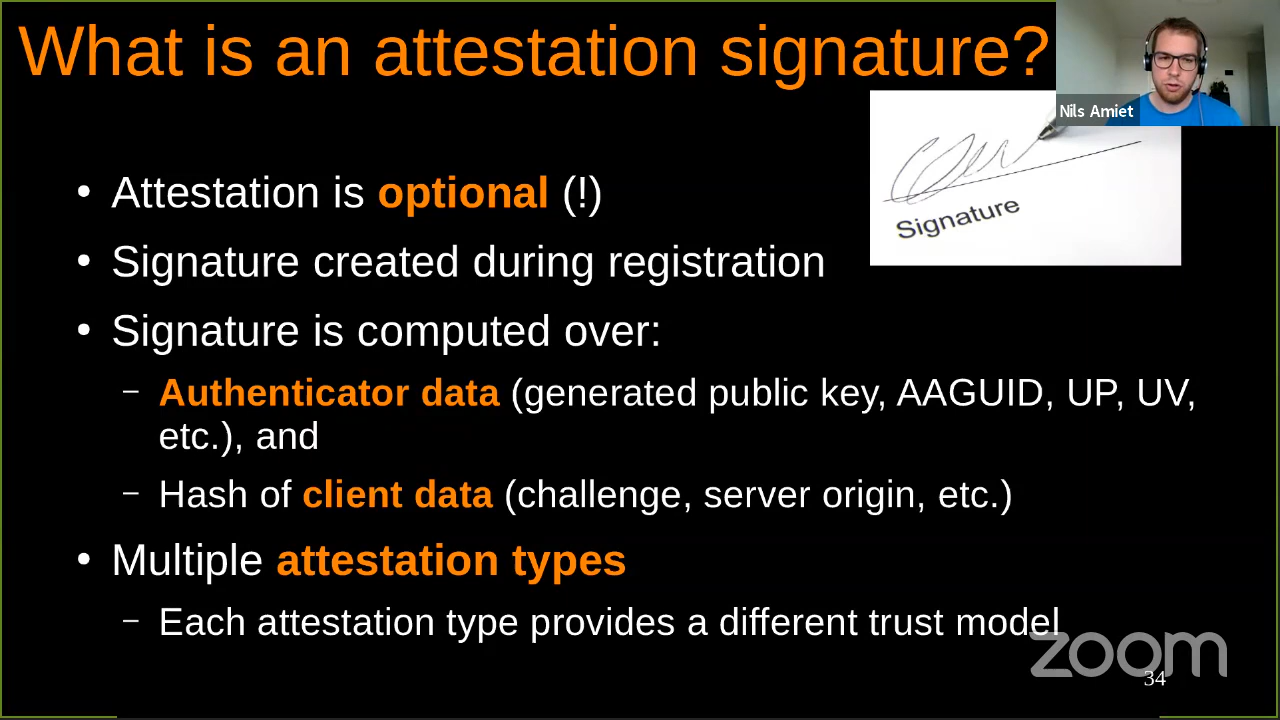 What is an attestation signature?
Nils Amiet
Signature
• Attestation is optional (!)
• Signature created during registration
• Signature is computed over:
– Authenticator data (generated public key, AAGUID, UP, UV,
etc.), and
– Hash of client data (challenge, server origin, etc.)
• Multiple attestation types
– Each attestation type provides a different trust model
zoom
34